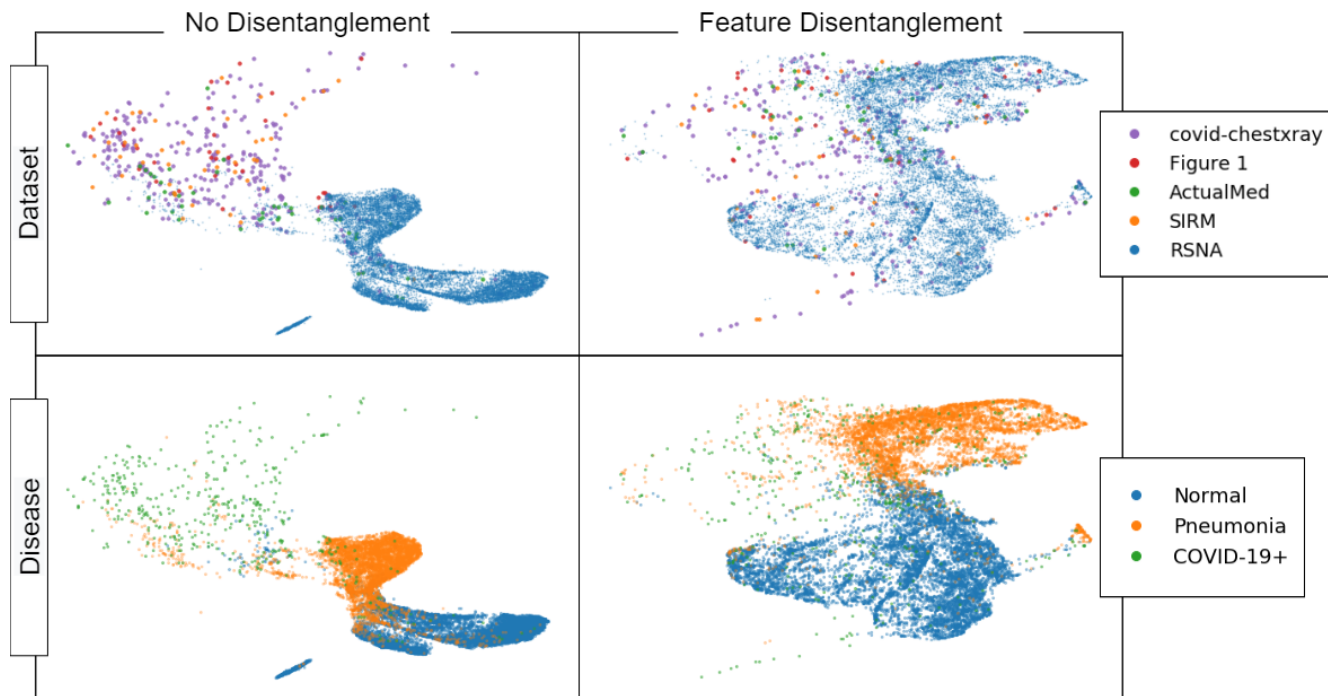 No Disentanglement
Feature Disentanglement
Dataset
covid-chestxray
Figure 1
ActualMed
SIRM
RSNA
Disease
Normal
Pneumonia
COVID-19+